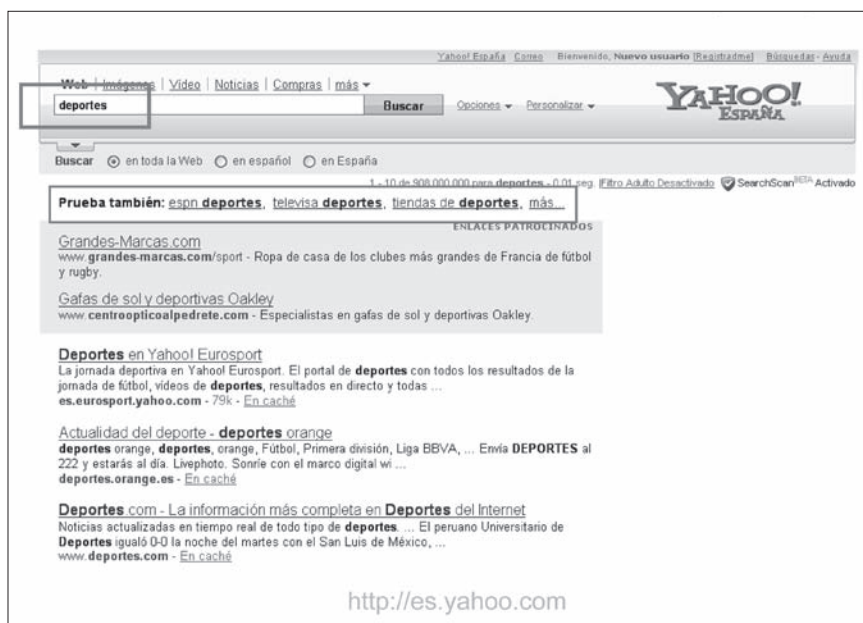 Yahoo! España Correo Bienvenido, Nuevo usuario [Registradme] Búsquedas - Ayuda
Web | Imágenes | Vídeo | Noticias | Compras | más
deportes Buscar Opciones Personalizar YAHOO! ESPAÑA
Buscar en toda la Web en español en España
1 - 10 de 908.000.000 para deportes - 0,01 seg. |Filtro Adulto Desactivado SearchScanBETA Activado
Prueba también: espn deportes, televisa deportes, tiendas de deportes, más...
ENLACES PATROCINADOS
Grandes-Marcas.com
www.grandes-marcas.com/sport - Ropa de casa de los clubes más grandes de Francia de fútbol
y rugby.
Gafas de sol y deportivas Oakley
www.centroopticoalpedrete.com - Especialistas en gafas de sol y deportivas Oakley.
Deportes en Yahoo! Eurosport
La jornada deportiva en Yahoo! Eurosport. El portal de deportes con todos los resultados de la
jornada de fútbol, vídeos de deportes, resultados en directo y todas ...
es.eurosport.yahoo.com - 79k - En caché
Actualidad del deporte - deportes orange
deportes orange, deportes, orange, Fútbol, Primera división, Liga BBVA, ... Envía DEPORTES al
222 y estarás al día. Livephoto. Sonríe con el marco digital wi ...
deportes.orange.es - En caché
Deportes.com - La información más completa en Deportes del Internet
Noticias actualizadas en tiempo real de todo tipo de deportes. ... El peruano Universitario de
Deportes igualó 0-0 la noche del martes con el San Luis de México, ...
www.deportes.com - En caché
http://es.yahoo.com